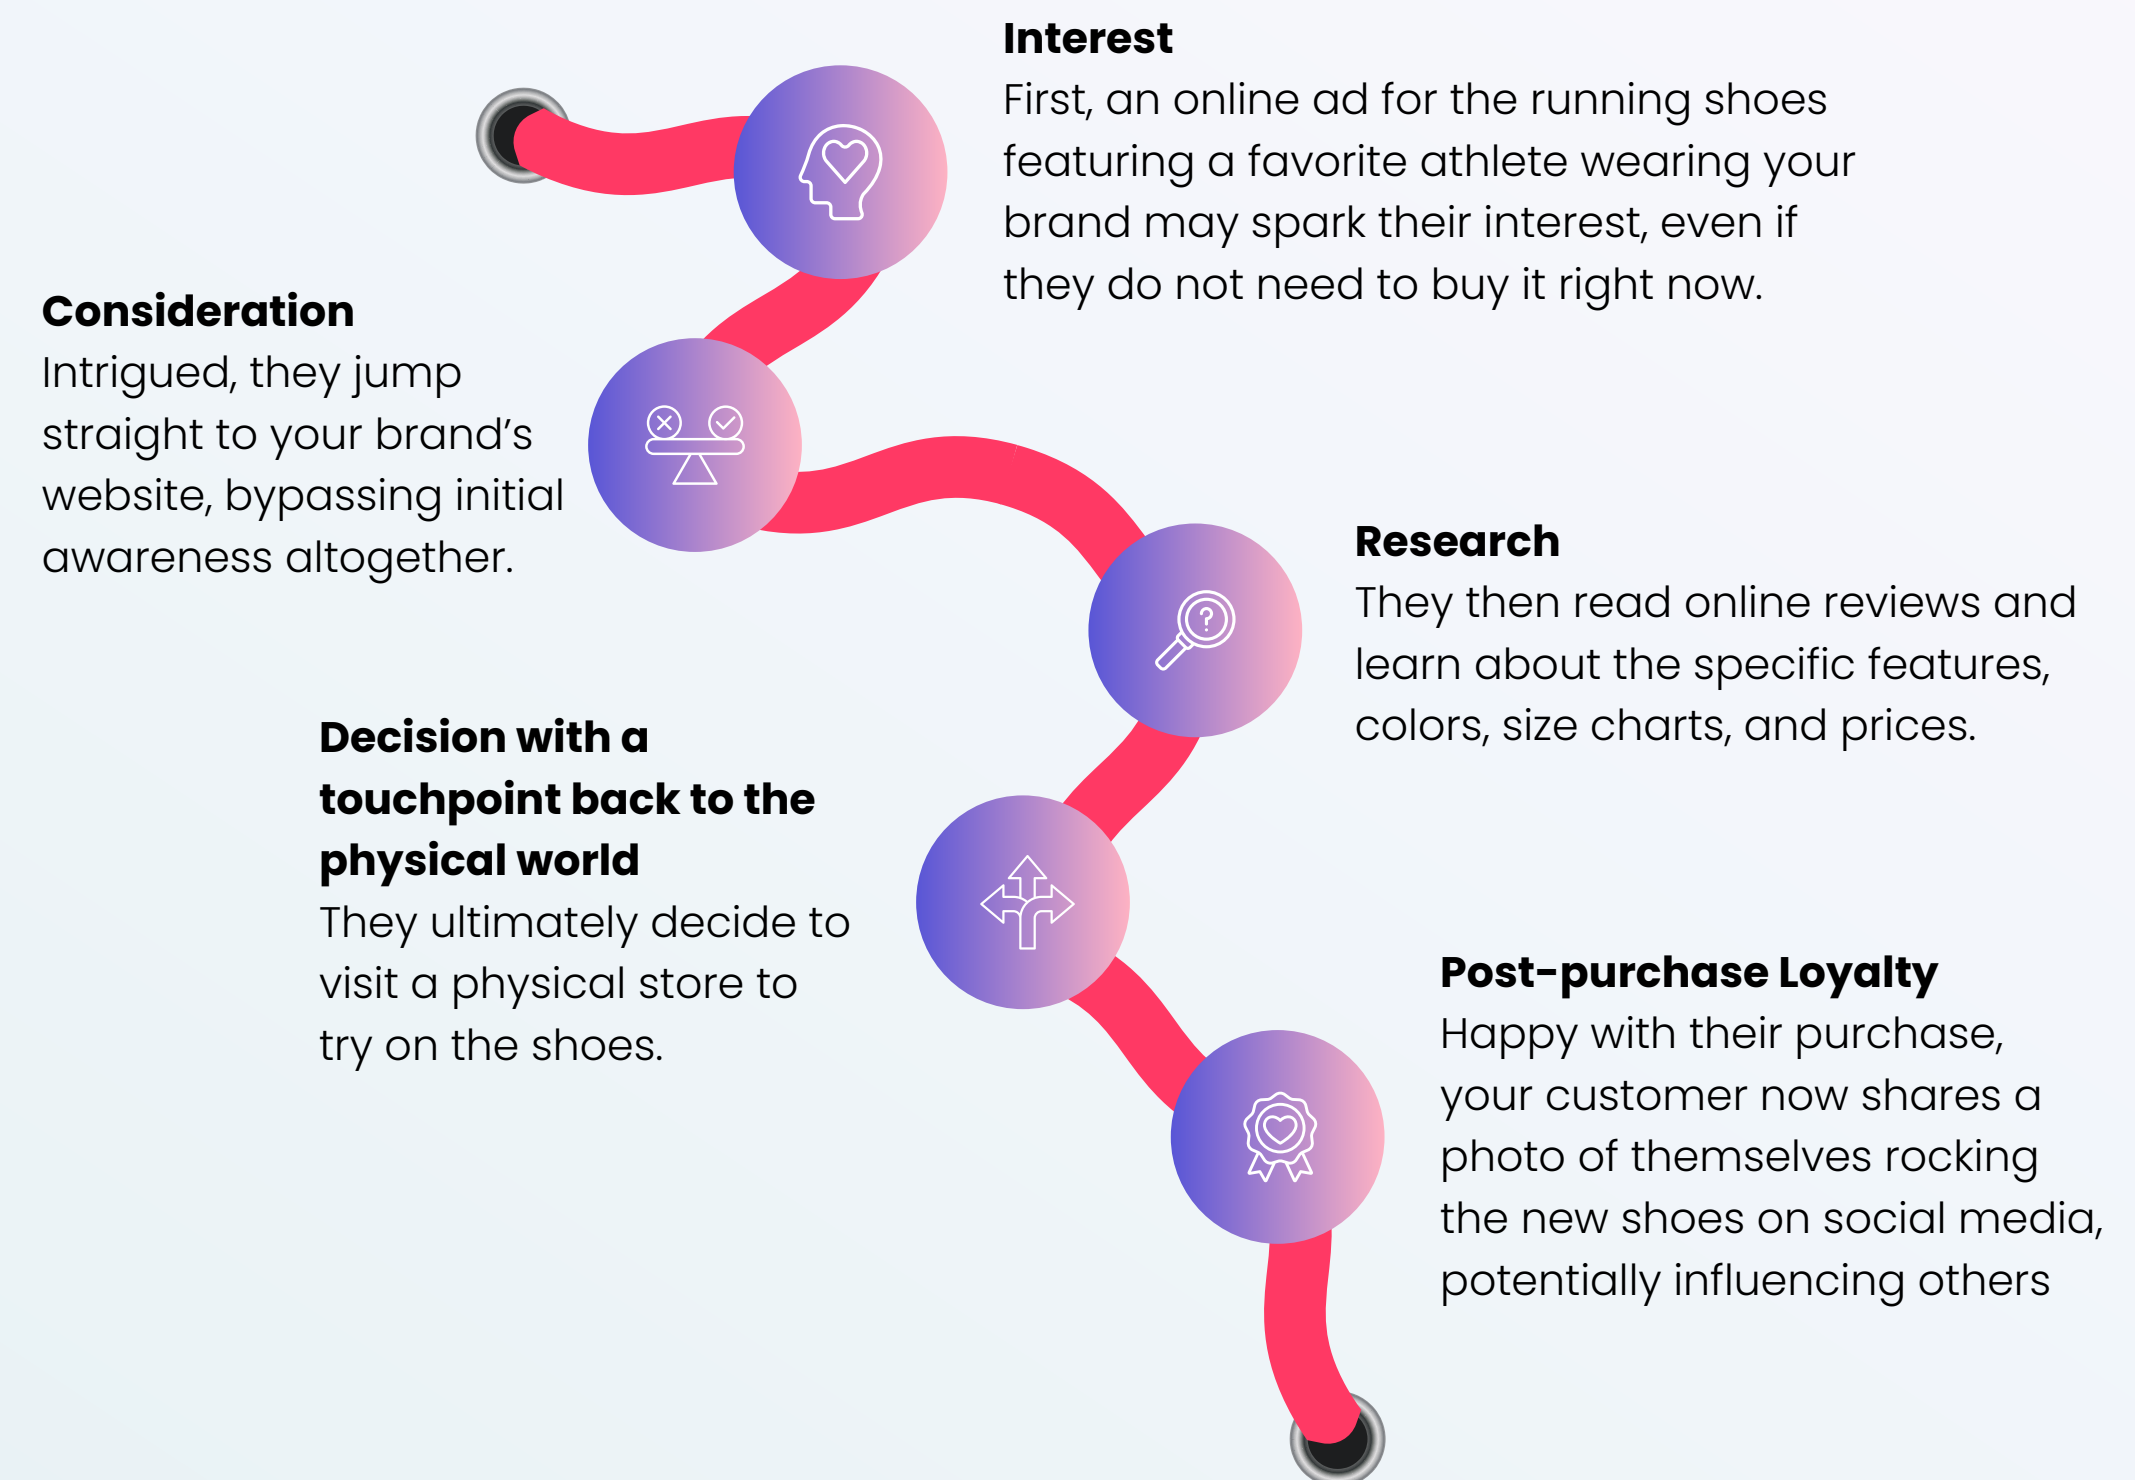 Interest
First, an online ad for the running shoes
featuring a favorite athlete wearing your
brand may spark their interest, even if
they do not need to buy it right now.
Consideration
Intrigued, they jump
straight to your brand’s
website, bypassing initial
awareness altogether.
Research
They then read online reviews and
learn about the specific features,
colors, size charts, and prices.
Decision with a
touchpoint back to the
physical world
They ultimately decide to
visit a physical store to
try on the shoes.
Post-purchase Loyalty
Happy with their purchase,
your customer now shares a
photo of themselves rocking
the new shoes on social media,
potentially influencing others